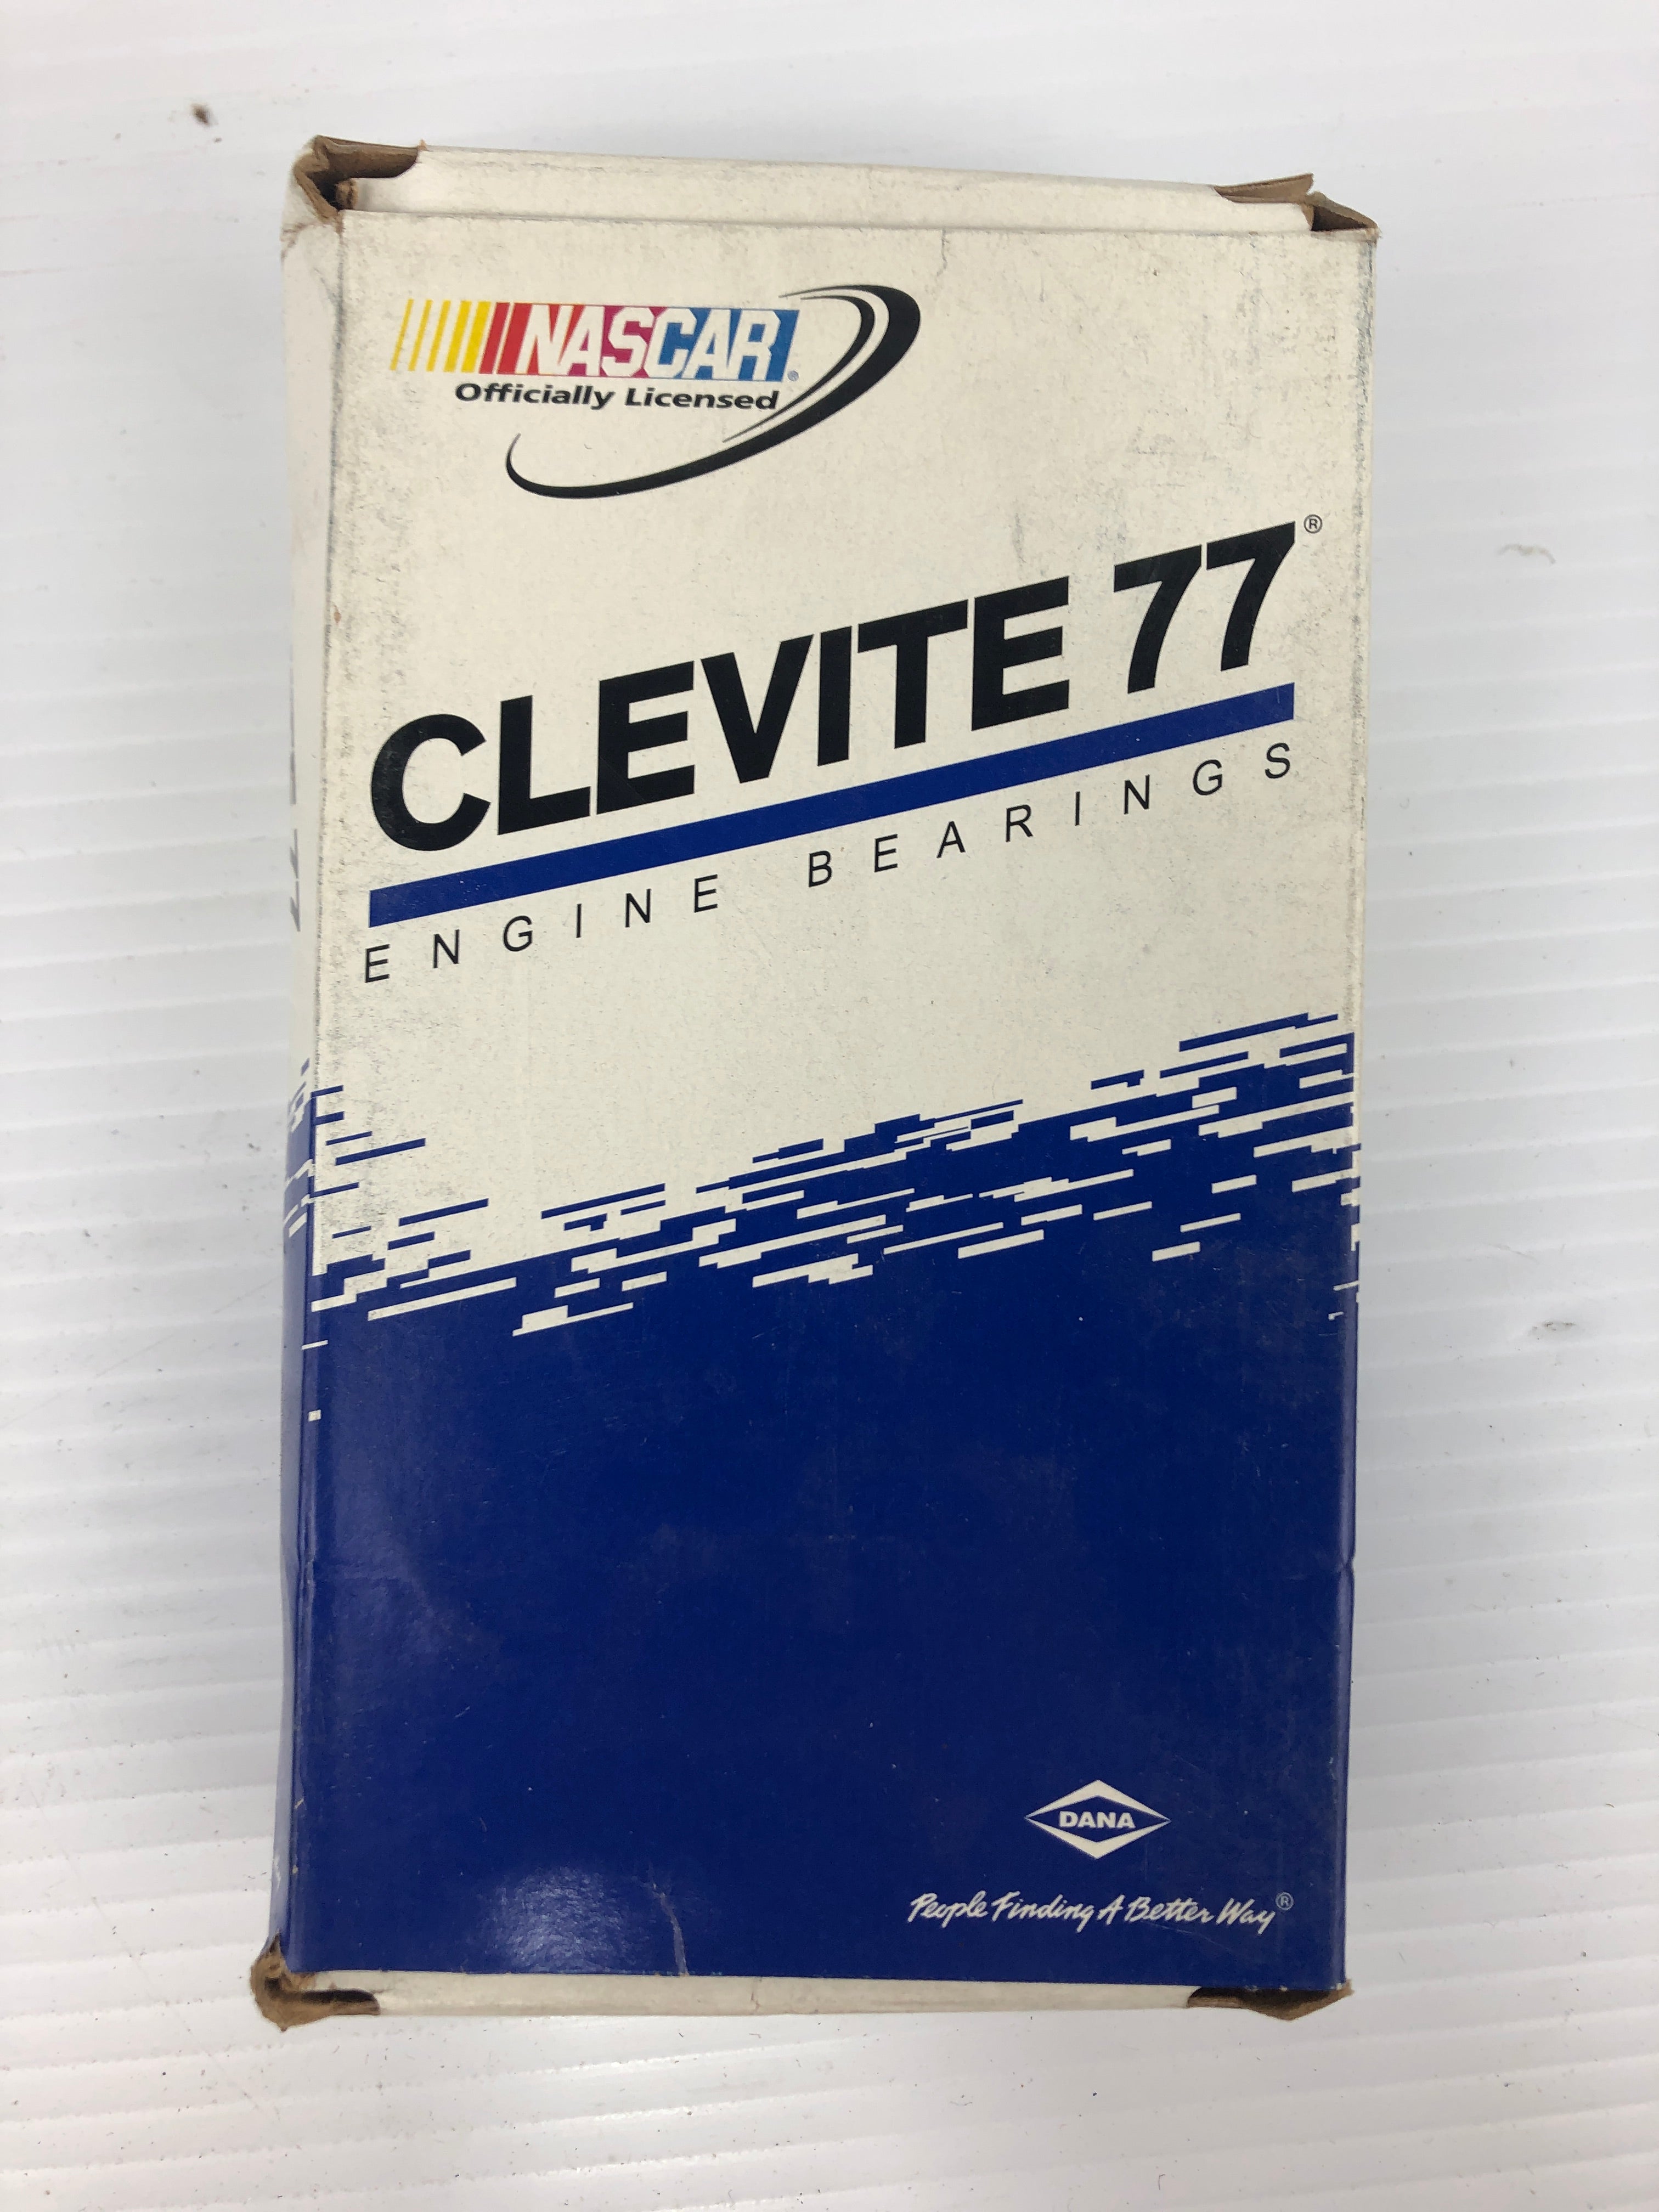 NASCAR®
Officially Licensed
CLEVITE 77®
ENGINE BEARINGS
DANA
People Finding A Better Way®